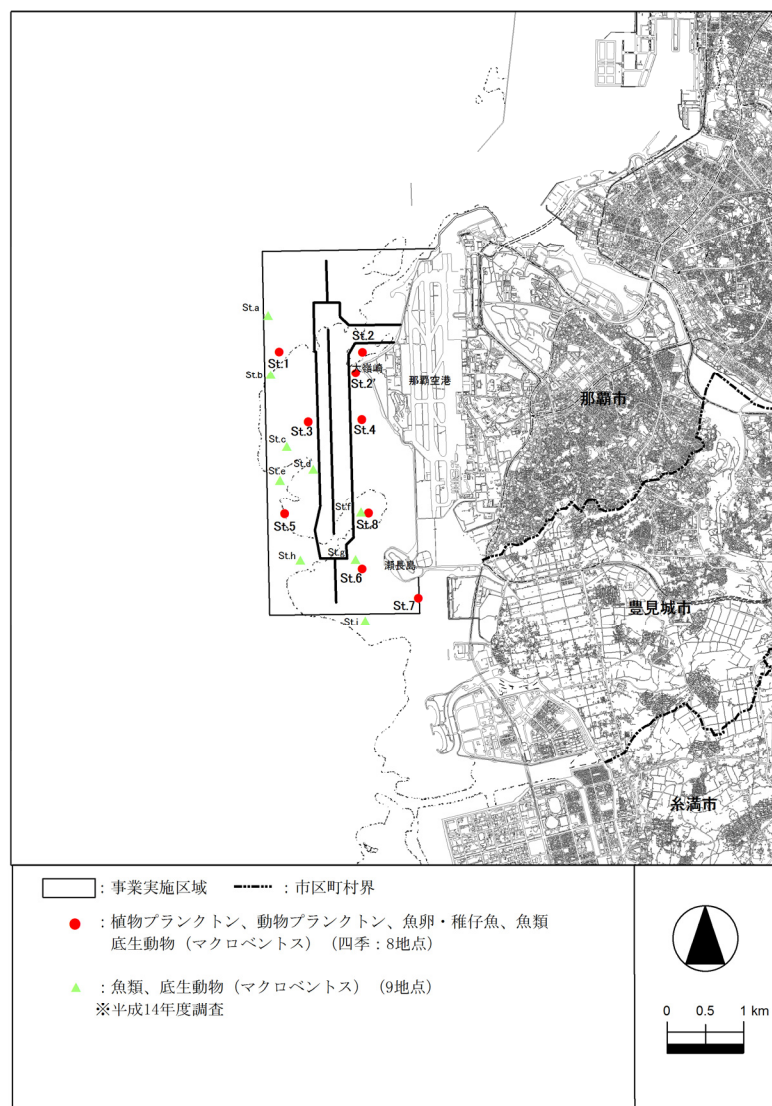 St.a
St.2
St.1
大嶺崎
St.b
St.2'
那覇空港
那覇市
St.3
St.4
St.c
St.d
St.e
St.f
St.5
St.8
St.h
St.g
瀬長島
St.6
St.7
豊見城市
St.i
糸満市
：事業実施区域 ：市区町村界
：植物プランクトン、動物プランクトン、魚卵・稚仔魚、魚類
底生動物（マクロベントス）（四季：8地点）
：魚類、底生動物（マクロベントス）（9地点）
※平成14年度調査
0 0.5 1 km